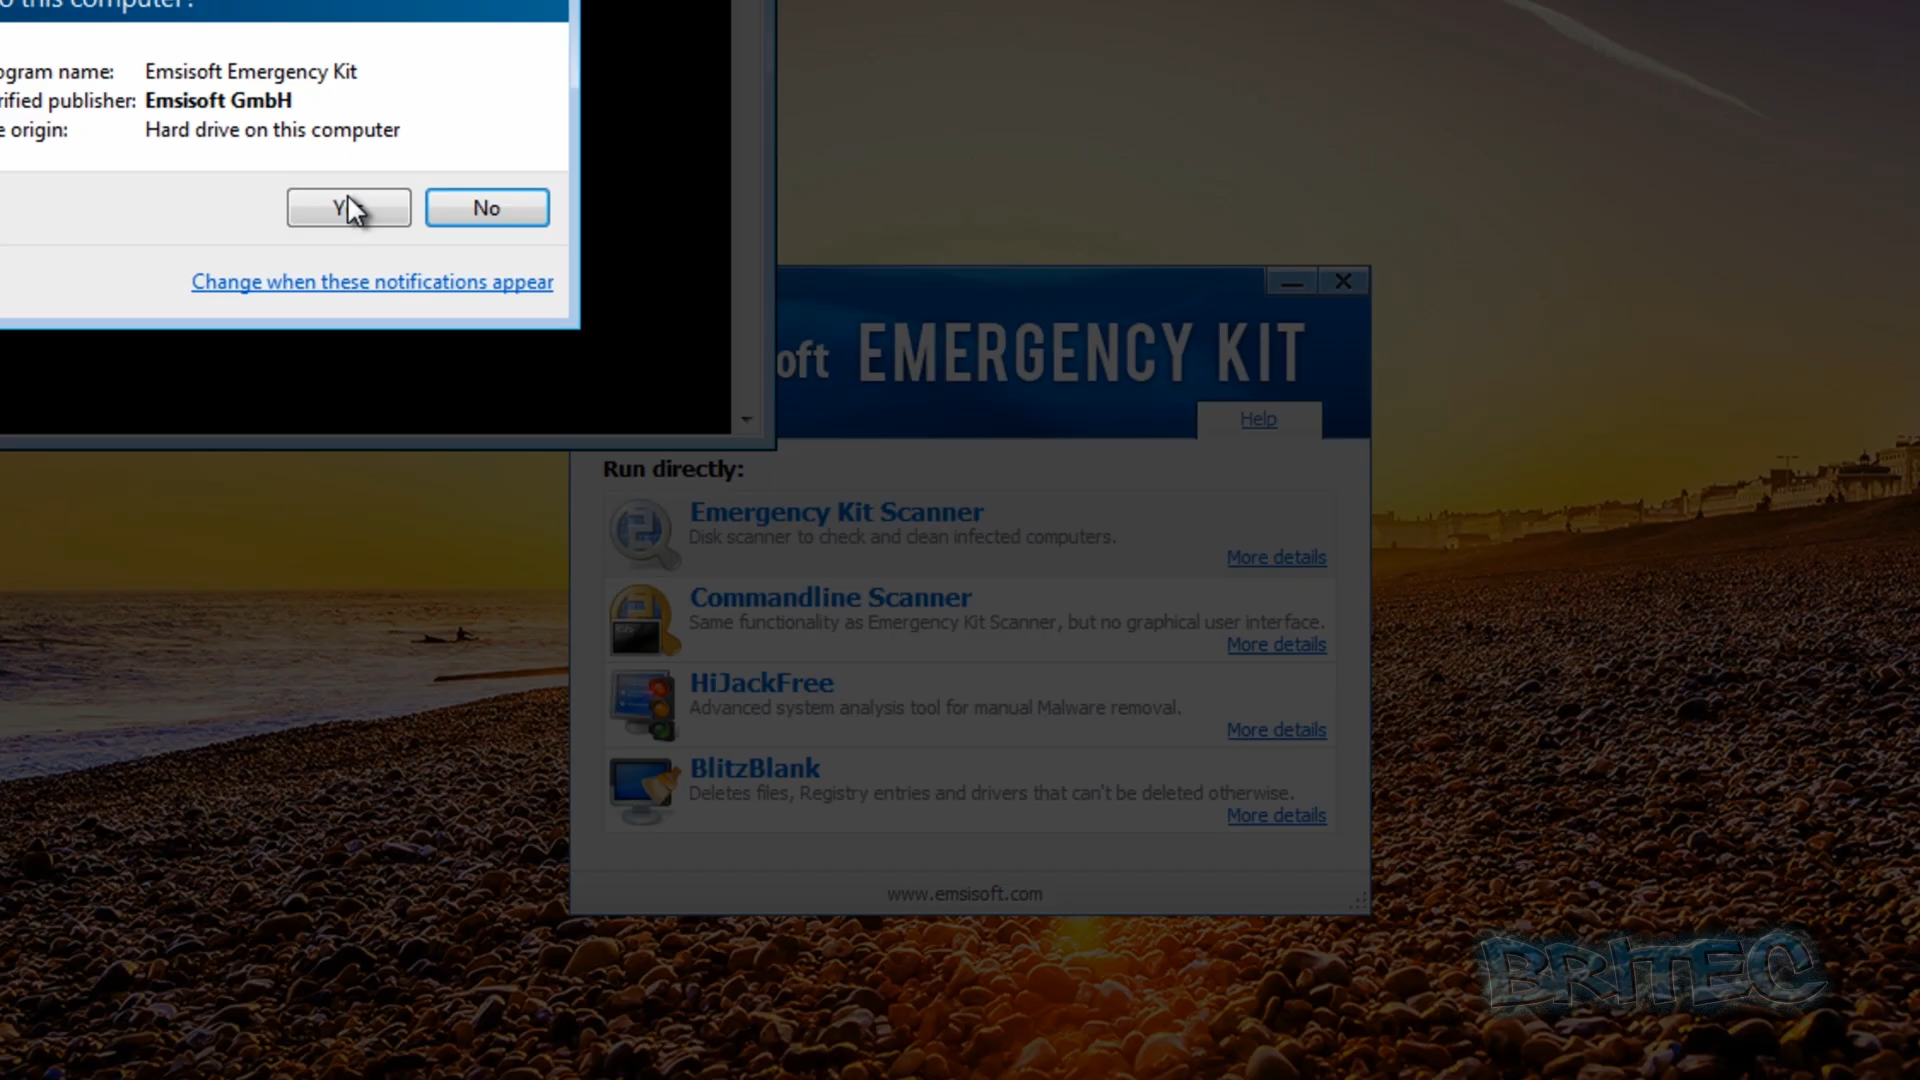 o this computer?
ogram name: Emsisoft Emergency Kit
rified publisher: Emsisoft GmbH
e origin: Hard drive on this computer
No
Change when these notifications appear
oft EMERGENCY KIT
Help
Run directly:
Emergency Kit Scanner
Disk scanner to check and clean infected computers.
More details
Commandline Scanner
Same functionality as Emergency Kit Scanner, but no graphical user interface.
More details
HiJackFree
Advanced system analysis tool for manual Malware removal.
More details
BlitzBlank
Deletes files, Registry entries and drivers that can't be deleted otherwise.
More details
www.emsisoft.com
BRITEC